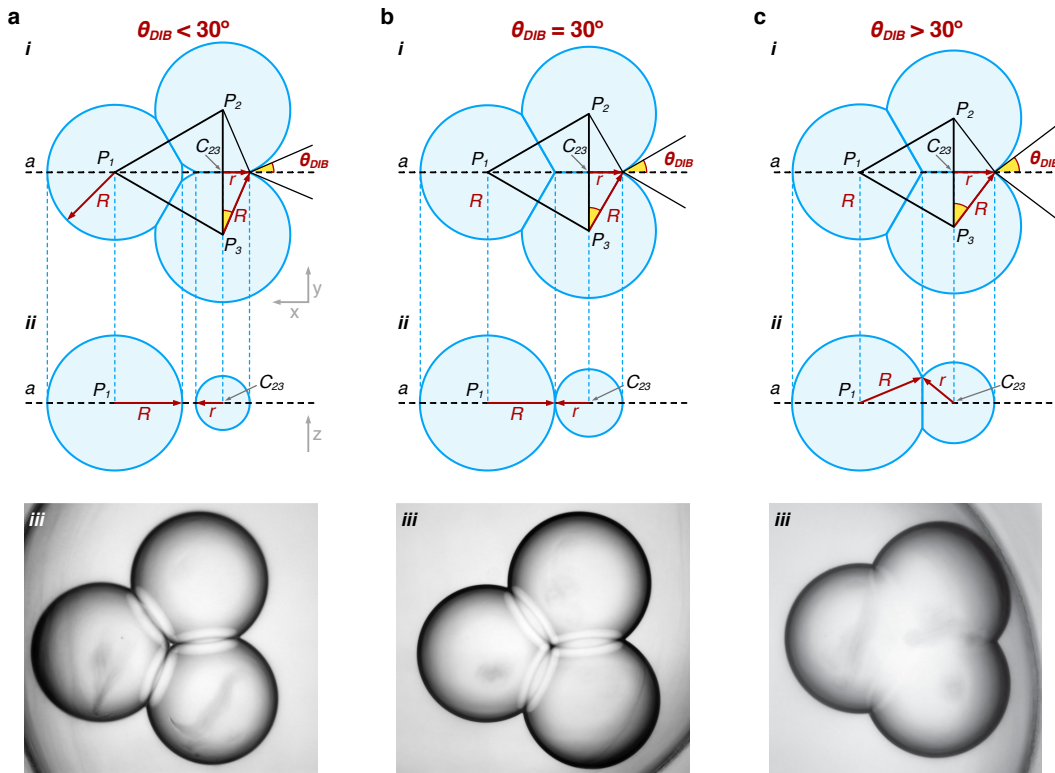 a
b
c
θDIB < 30°
θDIB = 30°
θDIB > 30°
i
i
i
P2
P2
P2
C23
C23
C23
a
P1
r
θDIB
a
P1
r
θDIB
a
P1
r
θDIB
R
R
R
R
R
R
P3
P3
P3
y
x
ii
ii
ii
a
P1
C23
a
P1
C23
a
P1
R
r
C23
R
r
R
r
z
iii
iii
iii